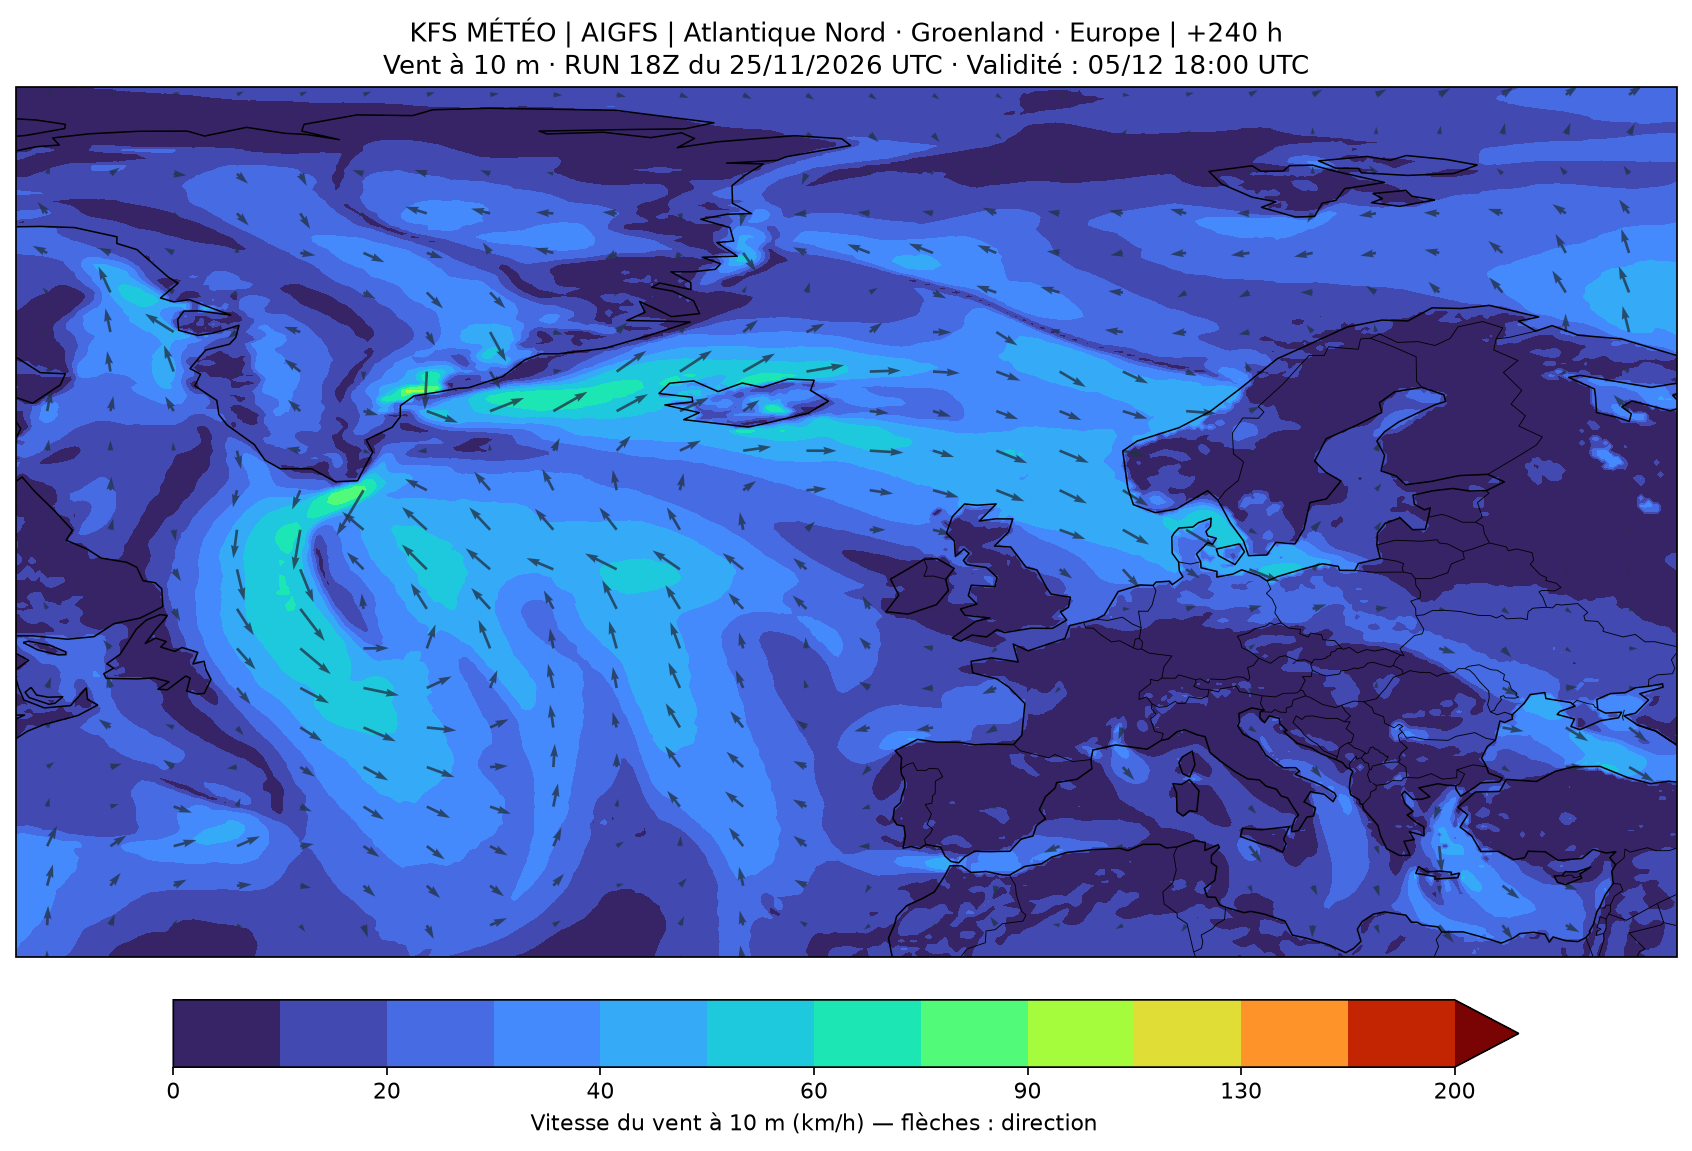 KFS MÉTÉO | AIGFS | Atlantique Nord · Groenland · Europe | +240 h
Vent à 10 m · RUN 18Z du 25/11/2026 UTC · Validité : 05/12 18:00 UTC
0 20 40 60 90 130 200
Vitesse du vent à 10 m (km/h) — flèches : direction